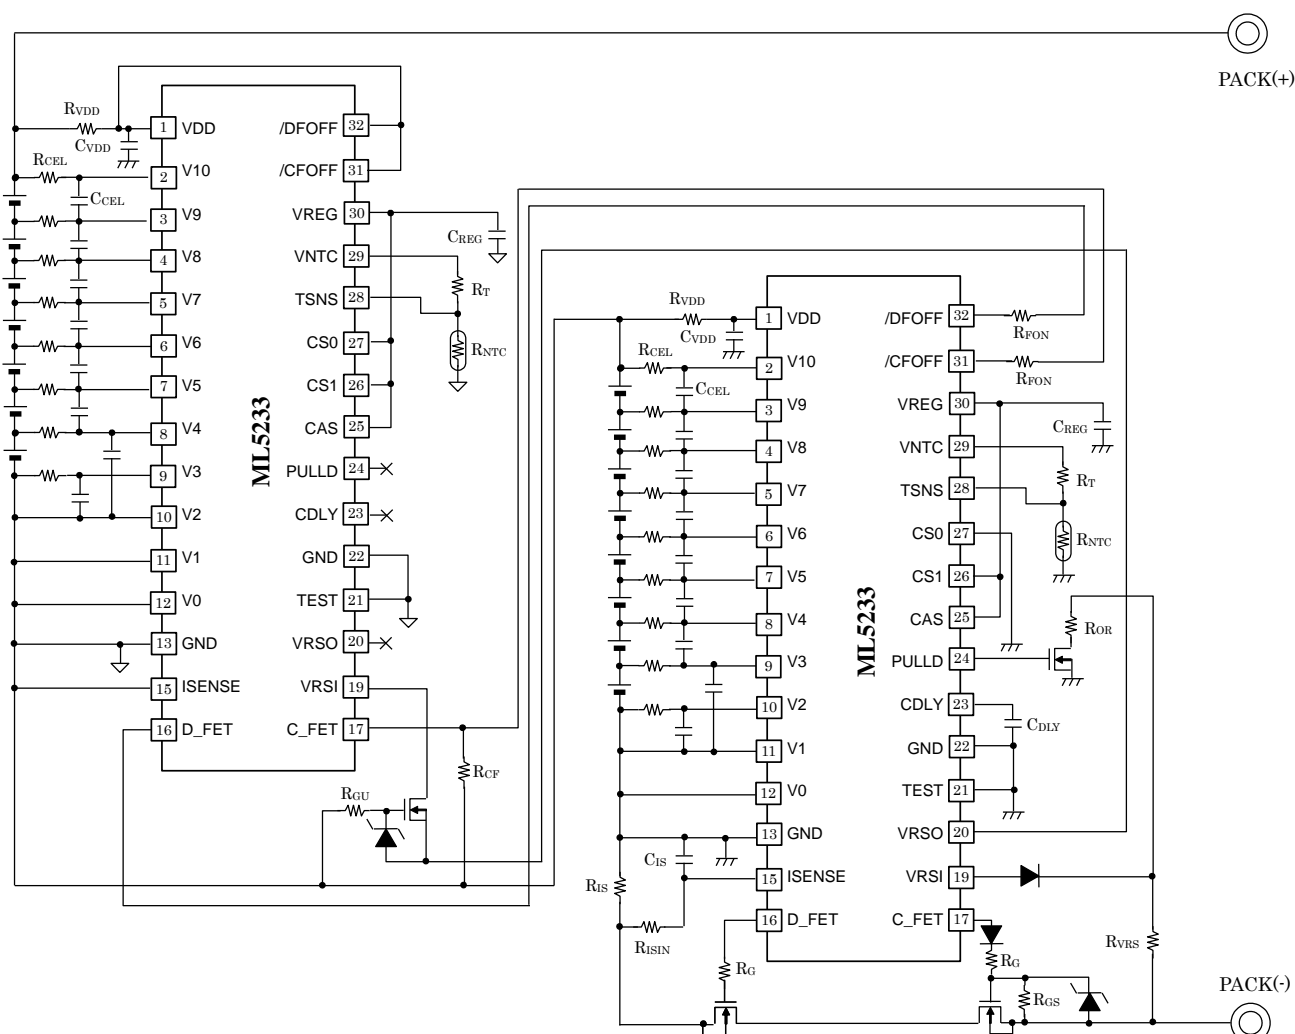 PACK(+)
RVDD
CVDD
RCEL
CCEL
1 VDD
2 V10
3 V9
4 V8
5 V7
6 V6
7 V5
8 V4
9 V3
10 V2
11 V1
12 V0
13 GND
15 ISENSE
16 D_FET
ML5233
/DFOFF 32
/CFOFF 31
VREG 30
VNTC 29
TSNS 28
CS0 27
CS1 26
CAS 25
PULLD 24
CDLY 23
GND 22
TEST 21
VRSO 20
VRSI 19
C_FET 17
CREG
RT
RNTC
RCF
RGU
RVDD
CVDD
RCEL
CCEL
1 VDD
2 V10
3 V9
4 V8
5 V7
6 V6
7 V5
8 V4
9 V3
10 V2
11 V1
12 V0
13 GND
15 ISENSE
16 D_FET
CIS
RIS
RISIN
RG
ML5233
/DFOFF 32
/CFOFF 31
VREG 30
VNTC 29
TSNS 28
CS0 27
CS1 26
CAS 25
PULLD 24
CDLY 23
GND 22
TEST 21
VRSO 20
VRSI 19
C_FET 17
RFON
RFON
CREG
RT
RNTC
ROR
CDLY
RG
RGS
RVRS
PACK(-)